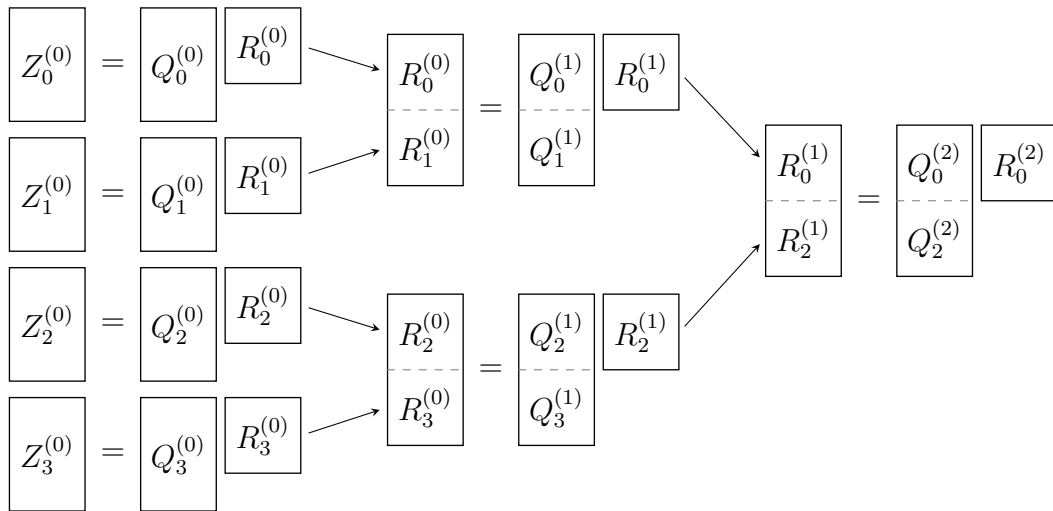 Z_0^{(0)} = Q_0^{(0)} R_0^{(0)}
Z_1^{(0)} = Q_1^{(0)} R_1^{(0)}
Z_2^{(0)} = Q_2^{(0)} R_2^{(0)}
Z_3^{(0)} = Q_3^{(0)} R_3^{(0)}
R_0^{(0)} = Q_0^{(1)} R_0^{(1)}
R_1^{(0)} Q_1^{(1)}
R_2^{(0)} = Q_2^{(1)} R_2^{(1)}
R_3^{(0)} Q_3^{(1)}
R_0^{(1)} = Q_0^{(2)} R_0^{(2)}
R_2^{(1)} Q_2^{(2)}